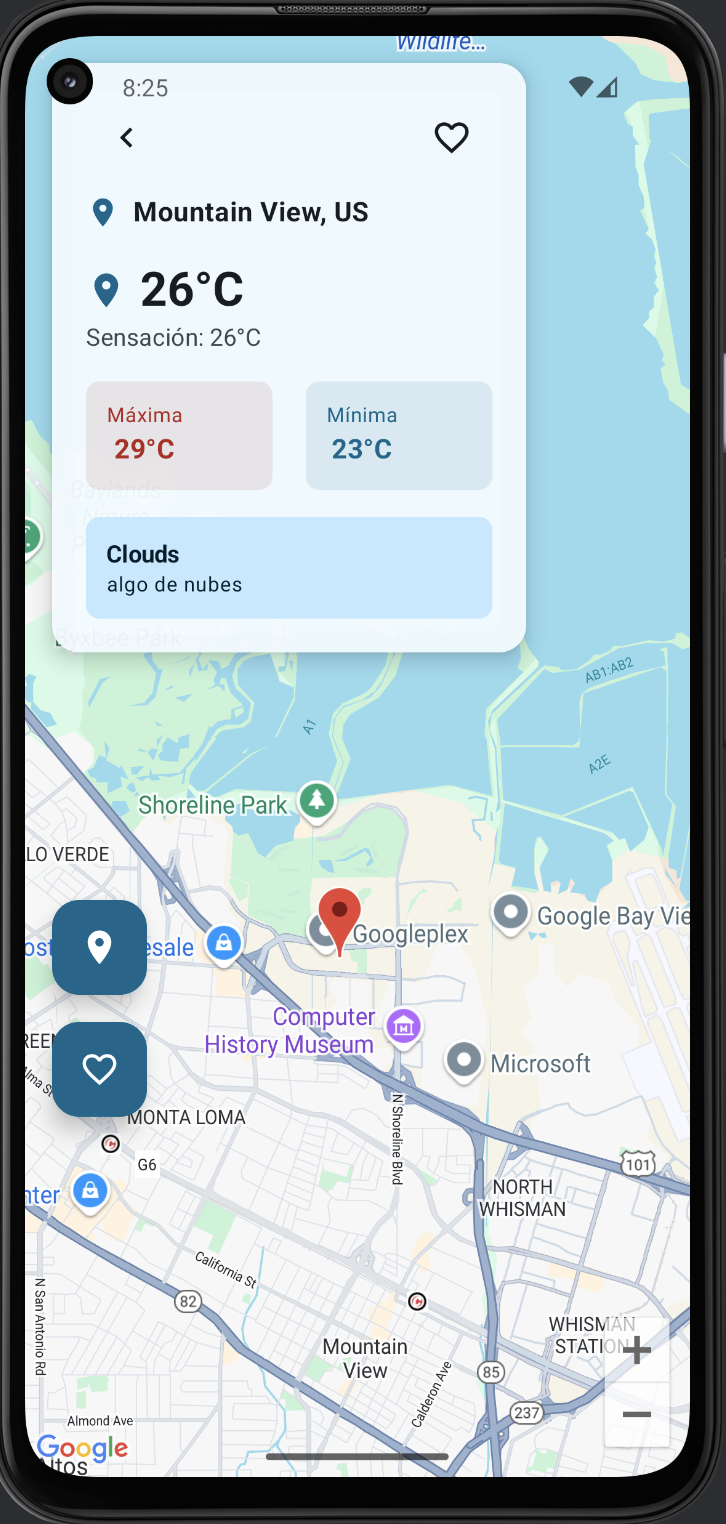 Wildlife...
8:25
Mountain View, US
26°C
Sensación: 26°C
Máxima
29°C
Mínima
23°C
Baylands
Clouds
algo de nubes
Byxbee Park
AB1:AB2
A1
A2E
Shoreline Park
LO VERDE
Googleplex
Google Bay Vie
ost
esale
Computer
History Museum
Microsoft
REEN
Alma St
MONTA LOMA
N Shoreline Blvd
G6
101
nter
NORTH
WHISMAN
California St
82
N San Antonio Rd
WHISMAN
STATION
Mountain
View
85
Calderon Ave
237
Almond Ave
Google
Altos